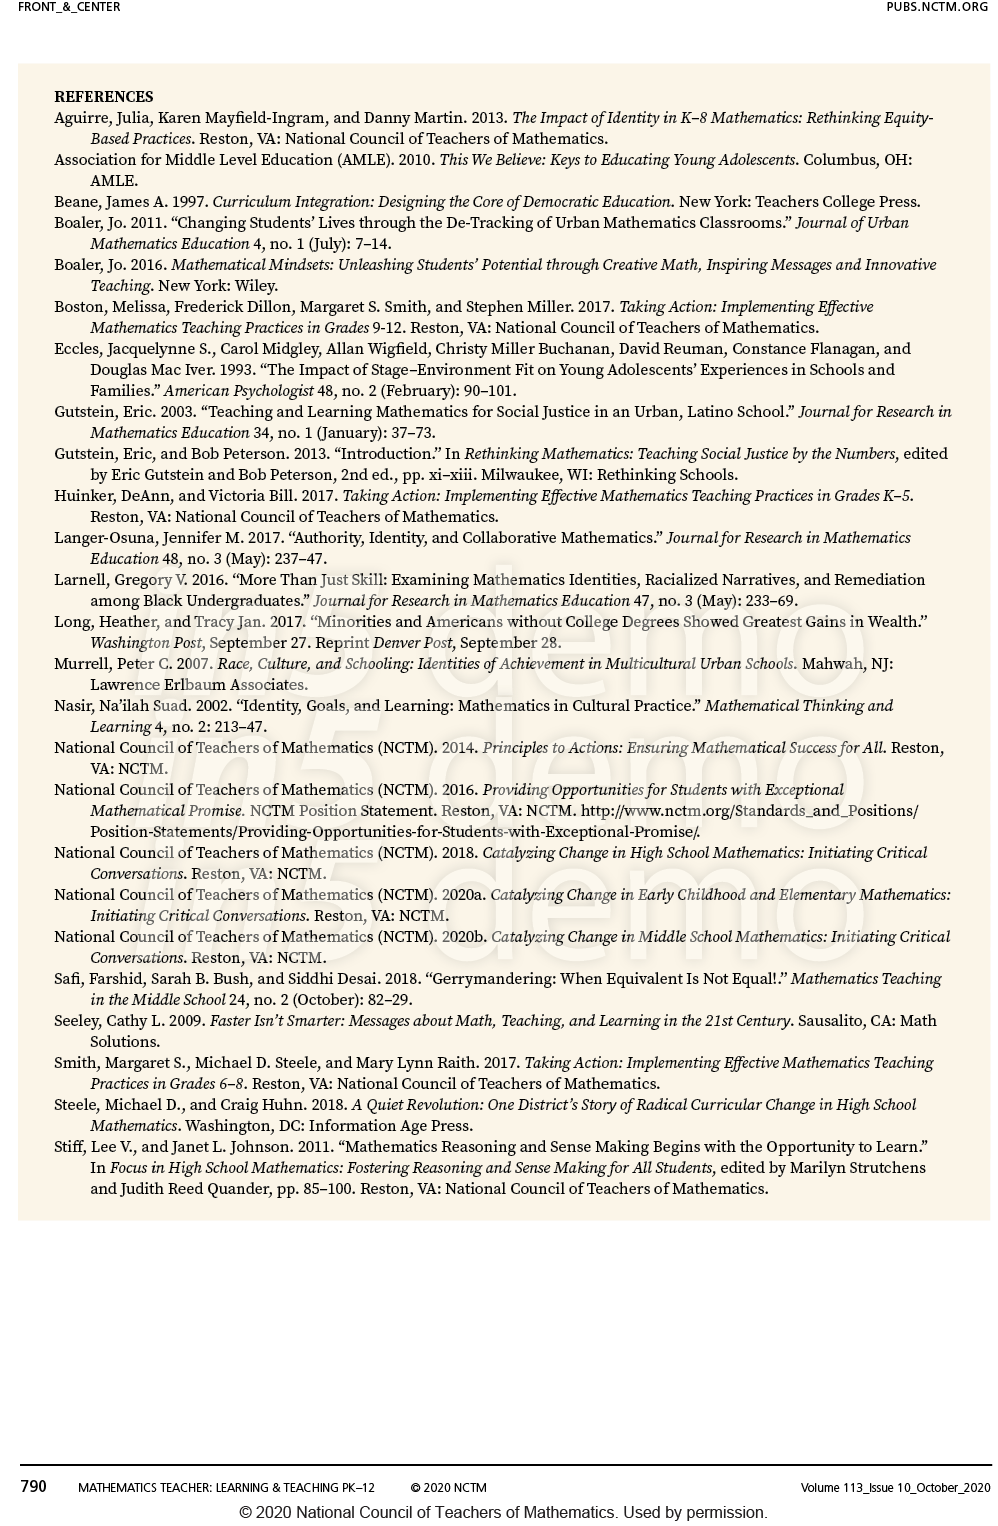 FRONT_&_CENTER PUBS.NCTM.ORG
REFERENCES
Aguirre, Julia, Karen Mayfield-Ingram, and Danny Martin. 2013. The Impact of Identity in K–8 Mathematics: Rethinking Equity-
Based Practices. Reston, VA: National Council of Teachers of Mathematics.
Association for Middle Level Education (AMLE). 2010. This We Believe: Keys to Educating Young Adolescents. Columbus, OH:
AMLE.
Beane, James A. 1997. Curriculum Integration: Designing the Core of Democratic Education. New York: Teachers College Press.
Boaler, Jo. 2011. “Changing Students’ Lives through the De-Tracking of Urban Mathematics Classrooms.” Journal of Urban
Mathematics Education 4, no. 1 (July): 7–14.
Boaler, Jo. 2016. Mathematical Mindsets: Unleashing Students’ Potential through Creative Math, Inspiring Messages and Innovative
Teaching. New York: Wiley.
Boston, Melissa, Frederick Dillon, Margaret S. Smith, and Stephen Miller. 2017. Taking Action: Implementing Effective
Mathematics Teaching Practices in Grades 9-12. Reston, VA: National Council of Teachers of Mathematics.
Eccles, Jacquelynne S., Carol Midgley, Allan Wigfield, Christy Miller Buchanan, David Reuman, Constance Flanagan, and
Douglas Mac Iver. 1993. “The Impact of Stage–Environment Fit on Young Adolescents’ Experiences in Schools and
Families.” American Psychologist 48, no. 2 (February): 90–101.
Gutstein, Eric. 2003. “Teaching and Learning Mathematics for Social Justice in an Urban, Latino School.” Journal for Research in
Mathematics Education 34, no. 1 (January): 37–73.
Gutstein, Eric, and Bob Peterson. 2013. “Introduction.” In Rethinking Mathematics: Teaching Social Justice by the Numbers, edited
by Eric Gutstein and Bob Peterson, 2nd ed., pp. xi–xiii. Milwaukee, WI: Rethinking Schools.
Huinker, DeAnn, and Victoria Bill. 2017. Taking Action: Implementing Effective Mathematics Teaching Practices in Grades K–5.
Reston, VA: National Council of Teachers of Mathematics.
Langer-Osuna, Jennifer M. 2017. “Authority, Identity, and Collaborative Mathematics.” Journal for Research in Mathematics
Education 48, no. 3 (May): 237–47.
Larnell, Gregory V. 2016. “More Than Just Skill: Examining Mathematics Identities, Racialized Narratives, and Remediation
among Black Undergraduates.” Journal for Research in Mathematics Education 47, no. 3 (May): 233–69.
Long, Heather, and Tracy Jan. 2017. “Minorities and Americans without College Degrees Showed Greatest Gains in Wealth.”
Washington Post, September 27. Reprint Denver Post, September 28.
Murrell, Peter C. 2007. Race, Culture, and Schooling: Identities of Achievement in Multicultural Urban Schools. Mahwah, NJ:
Lawrence Erlbaum Associates.
Nasir, Na’ilah Suad. 2002. “Identity, Goals, and Learning: Mathematics in Cultural Practice.” Mathematical Thinking and
Learning 4, no. 2: 213–47.
National Council of Teachers of Mathematics (NCTM). 2014. Principles to Actions: Ensuring Mathematical Success for All. Reston,
VA: NCTM.
National Council of Teachers of Mathematics (NCTM). 2016. Providing Opportunities for Students with Exceptional
Mathematical Promise. NCTM Position Statement. Reston, VA: NCTM. http://www.nctm.org/Standards_and_Positions/
Position-Statements/Providing-Opportunities-for-Students-with-Exceptional-Promise/.
National Council of Teachers of Mathematics (NCTM). 2018. Catalyzing Change in High School Mathematics: Initiating Critical
Conversations. Reston, VA: NCTM.
National Council of Teachers of Mathematics (NCTM). 2020a. Catalyzing Change in Early Childhood and Elementary Mathematics:
Initiating Critical Conversations. Reston, VA: NCTM.
National Council of Teachers of Mathematics (NCTM). 2020b. Catalyzing Change in Middle School Mathematics: Initiating Critical
Conversations. Reston, VA: NCTM.
Safi, Farshid, Sarah B. Bush, and Siddhi Desai. 2018. “Gerrymandering: When Equivalent Is Not Equal!.” Mathematics Teaching
in the Middle School 24, no. 2 (October): 82–29.
Seeley, Cathy L. 2009. Faster Isn’t Smarter: Messages about Math, Teaching, and Learning in the 21st Century. Sausalito, CA: Math
Solutions.
Smith, Margaret S., Michael D. Steele, and Mary Lynn Raith. 2017. Taking Action: Implementing Effective Mathematics Teaching
Practices in Grades 6–8. Reston, VA: National Council of Teachers of Mathematics.
Steele, Michael D., and Craig Huhn. 2018. A Quiet Revolution: One District’s Story of Radical Curricular Change in High School
Mathematics. Washington, DC: Information Age Press.
Stiff, Lee V., and Janet L. Johnson. 2011. “Mathematics Reasoning and Sense Making Begins with the Opportunity to Learn.”
In Focus in High School Mathematics: Fostering Reasoning and Sense Making for All Students, edited by Marilyn Strutchens
and Judith Reed Quander, pp. 85–100. Reston, VA: National Council of Teachers of Mathematics.
in5 demo
in5 demo
in5 demo
790 MATHEMATICS TEACHER: LEARNING & TEACHING PK–12 © 2020 NCTM Volume 113_Issue 10_October_2020
© 2020 National Council of Teachers of Mathematics. Used by permission.